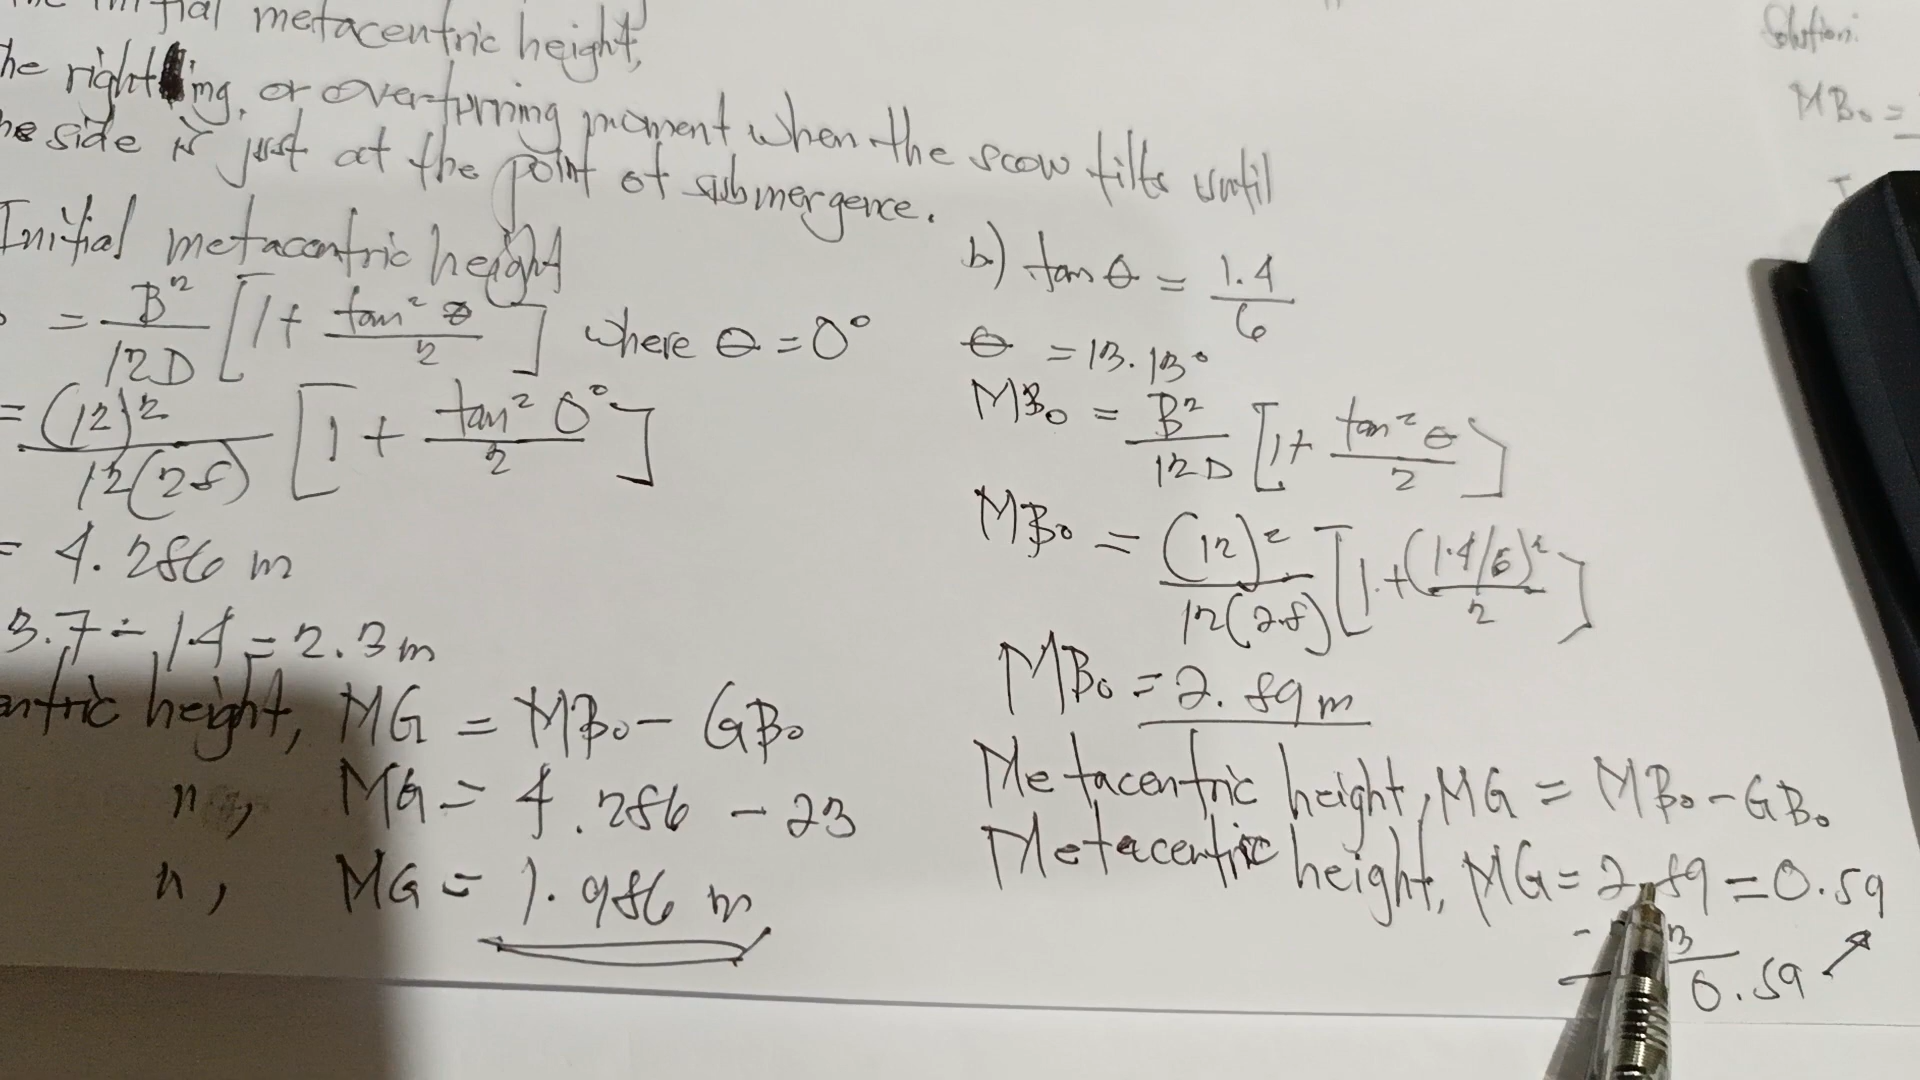 initial metacentric height,
he righting, or overturning moment when the scow tilts until
he side is just at the point of submergence.
Initial metacentric height
= B² / 12D [1 + tan² θ / 2] where θ = 0°
= (12)² / 12(2.8) [1 + tan² 0° / 2]
= 4.286 m
3.7 - 1.4 = 2.3 m
entric height, MG = MB₀ - GB₀
n, MG = 4.286 - 23
n, MG = 1.986 m
b) tan θ = 1.4 / 6
θ = 13.13°
MB₀ = B² / 12D [1 + tan² θ / 2]
MB₀ = (12)² / 12(2.8) [1 + (1.4/6)² / 2]
MB₀ = 2.89 m
Metacentric height, MG = MB₀ - GB₀
Metacentric height, MG = 2.89 = 0.59
0.59
Solution:
MB₀ =